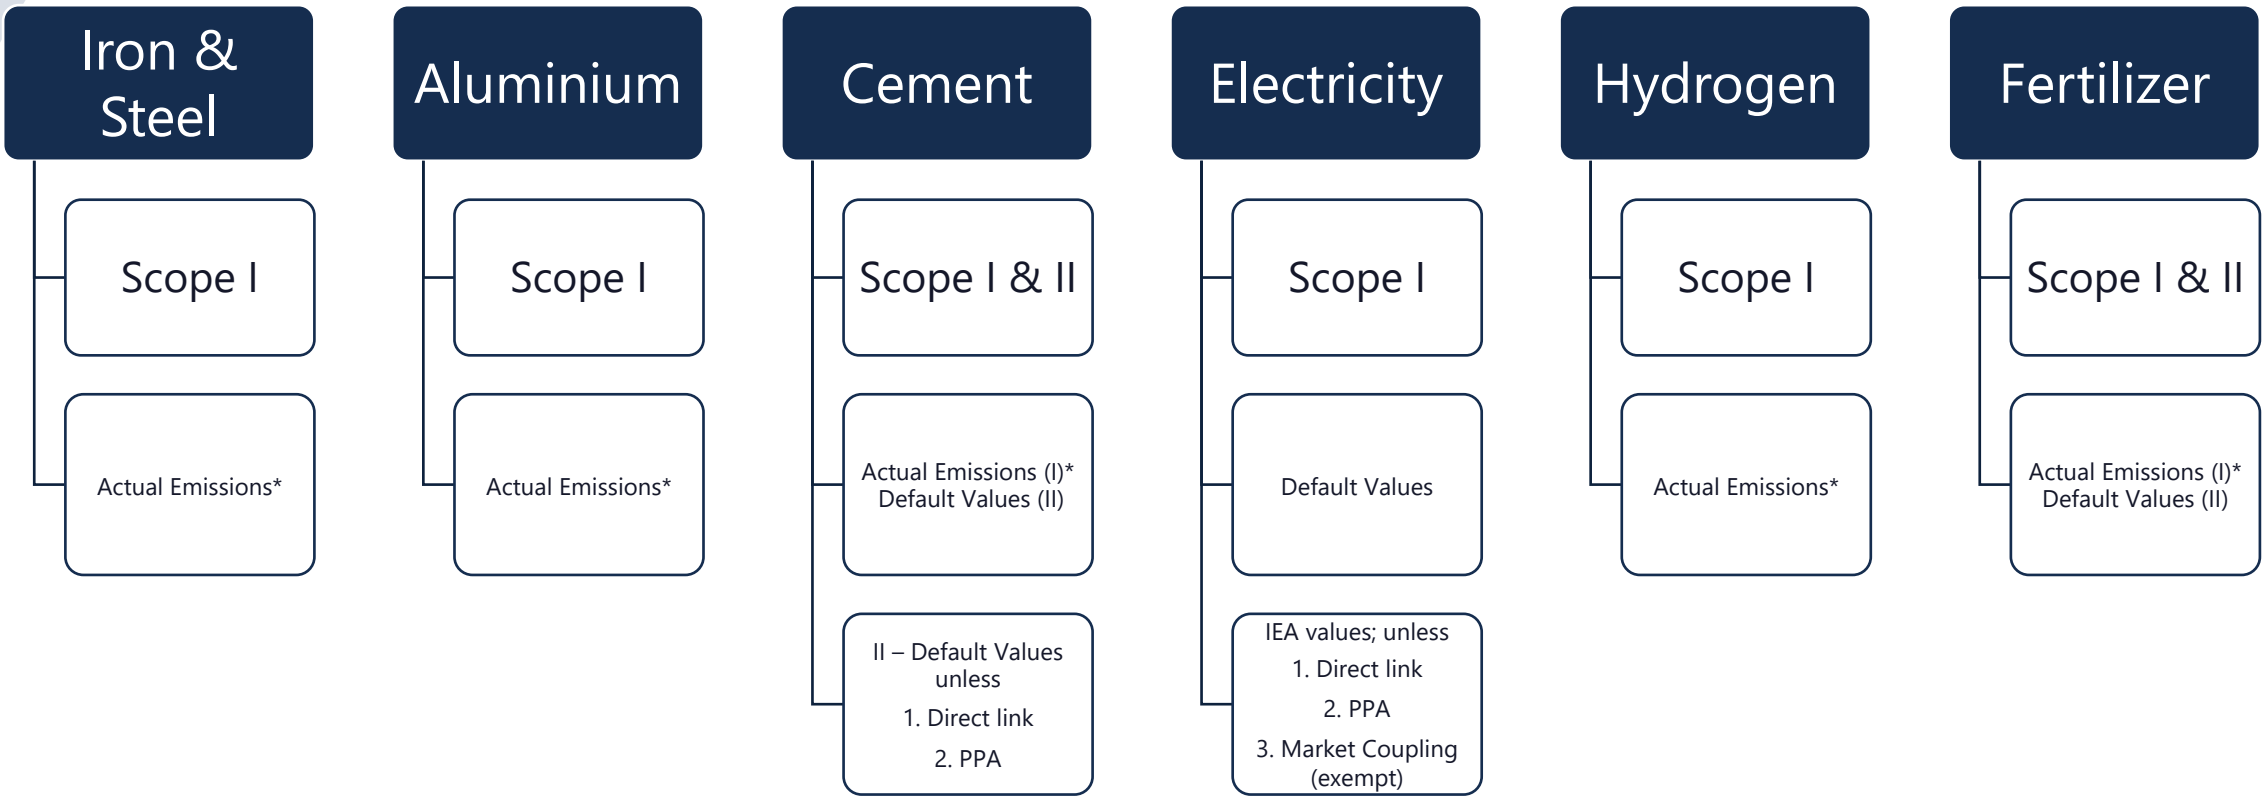 Iron &
Steel
Scope I
Actual Emissions*
Aluminium
Scope I
Actual Emissions*
Cement
Scope I & II
Actual Emissions (I)*
Default Values (II)
II – Default Values
unless
1. Direct link
2. PPA
Electricity
Scope I
Default Values
IEA values; unless
1. Direct link
2. PPA
3. Market Coupling
(exempt)
Hydrogen
Scope I
Actual Emissions*
Fertilizer
Scope I & II
Actual Emissions (I)*
Default Values (II)